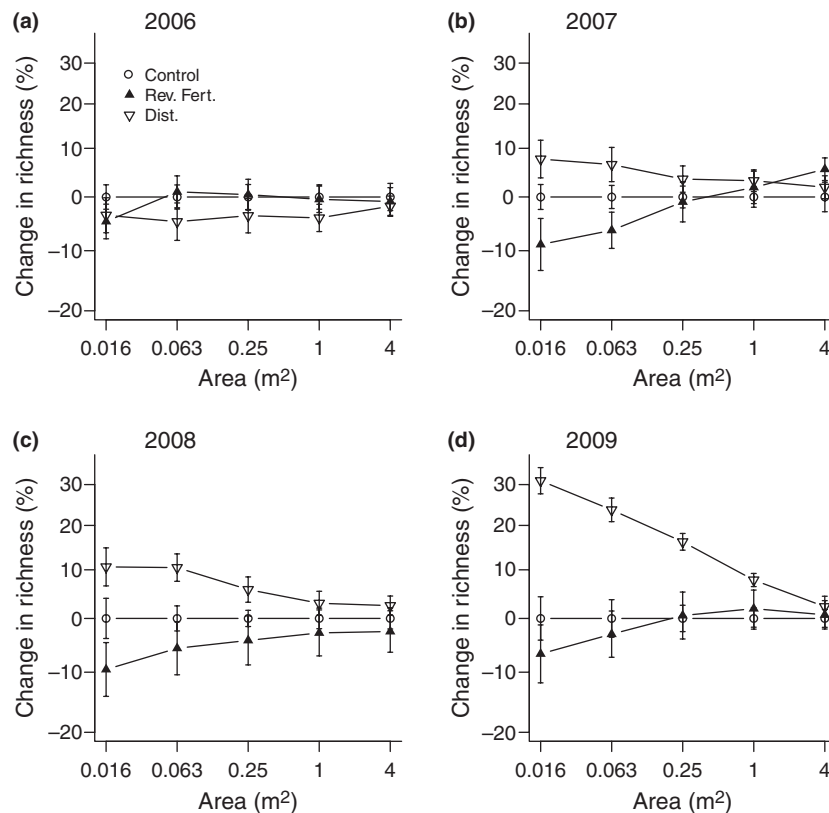 (a) 2006
Change in richness (%)
30
20
10
0
–10
–20
Control
Rev. Fert.
Dist.
0.016 0.063 0.25 1 4
Area (m²)
(b) 2007
Change in richness (%)
30
20
10
0
–10
–20
0.016 0.063 0.25 1 4
Area (m²)
(c) 2008
Change in richness (%)
30
20
10
0
–10
–20
0.016 0.063 0.25 1 4
Area (m²)
(d) 2009
Change in richness (%)
30
20
10
0
–10
–20
0.016 0.063 0.25 1 4
Area (m²)